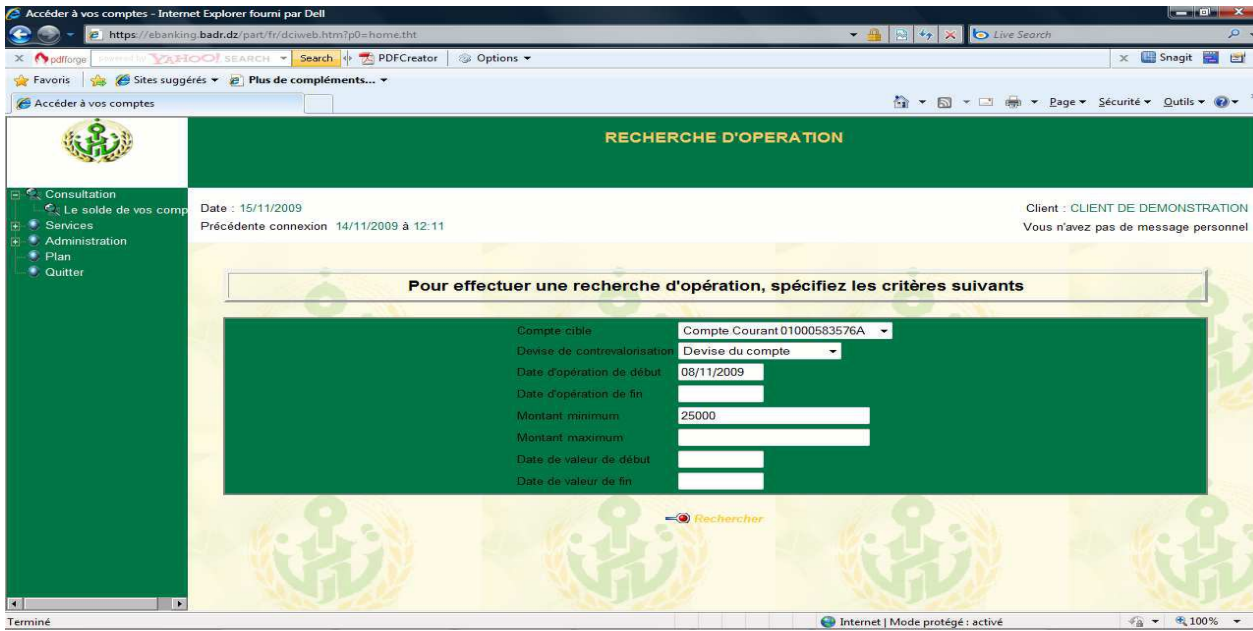 Accéder à vos comptes - Internet Explorer fourni par Dell
https://ebanking.badr.dz/part/fr/dciweb.htm?p0=home.tht
Live Search
pdfforge YAHOO! SEARCH Search PDFCreator Options Snagit
Favoris Sites suggérés Plus de compléments...
Accéder à vos comptes Page Sécurité Outils
RECHERCHE D'OPERATION
Consultation
Le solde de vos comp
Services
Administration
Plan
Quitter
Date : 15/11/2009 Client : CLIENT DE DEMONSTRATION
Précédente connexion 14/11/2009 à 12:11 Vous n'avez pas de message personnel
Pour effectuer une recherche d'opération, spécifiez les critères suivants
Compte cible Compte Courant 01000583576A
Devise de contrevalorisation Devise du compte
Date d'opération de début 08/11/2009
Date d'opération de fin
Montant minimum 25000
Montant maximum
Date de valeur de début
Date de valeur de fin
Rechercher
Terminé Internet | Mode protégé : activé 100%